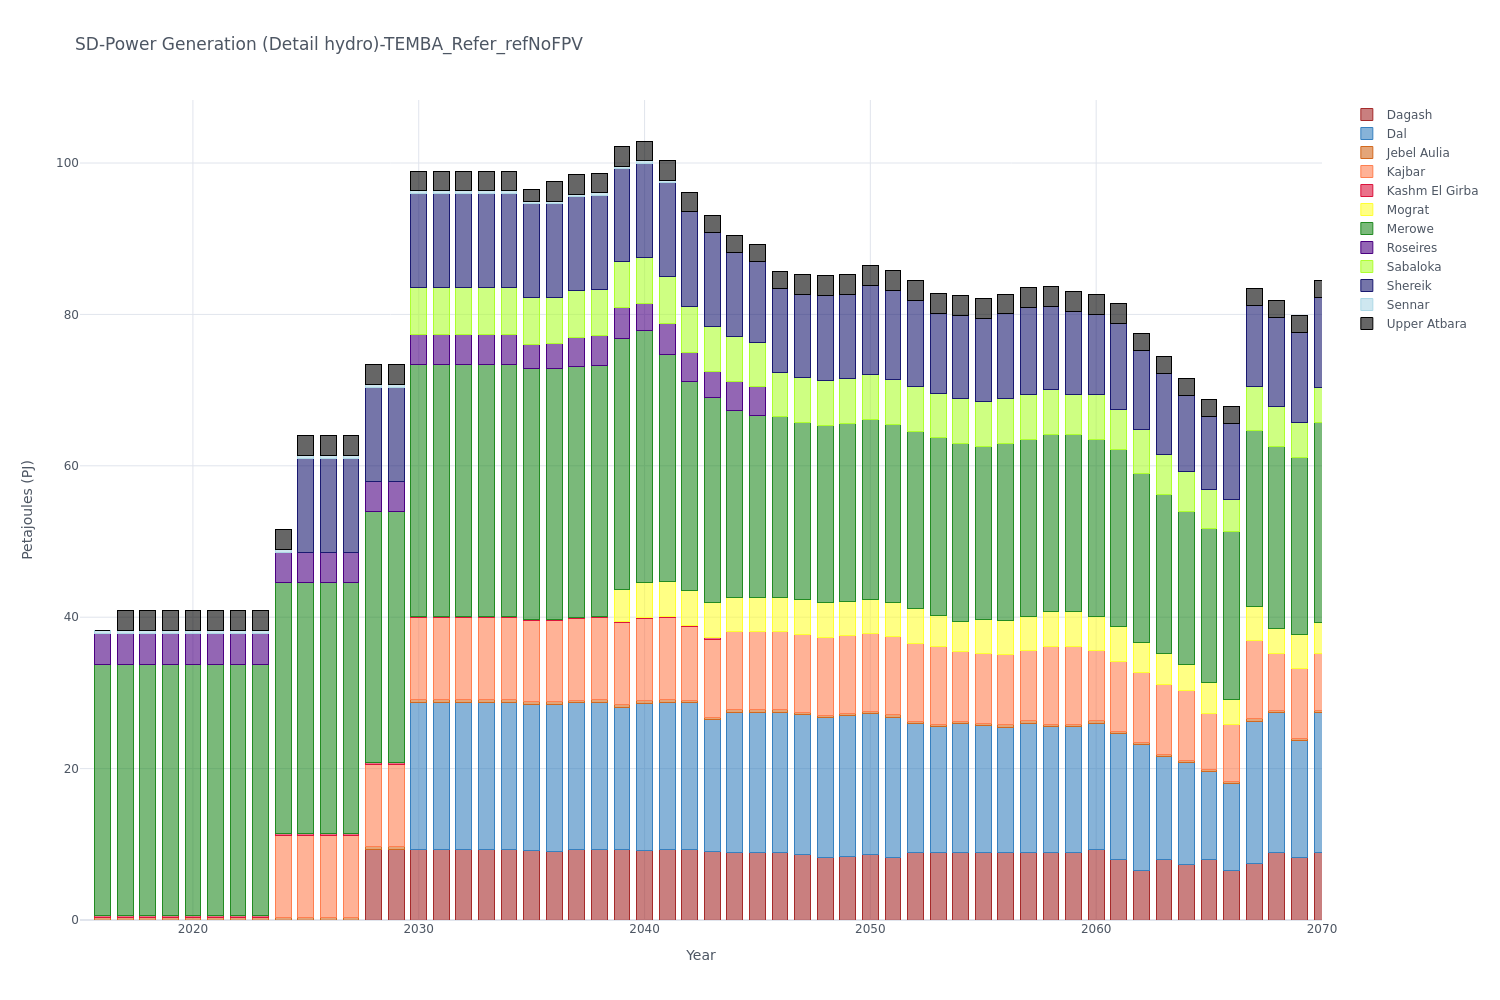 SD-Power Generation (Detail hydro)-TEMBA_Refer_refNoFPV
Petajoules (PJ)
100
80
60
40
20
0
2020
2030
2040
2050
2060
2070
Year
Dagash
Dal
Jebel Aulia
Kajbar
Kashm El Girba
Mograt
Merowe
Roseires
Sabaloka
Shereik
Sennar
Upper Atbara